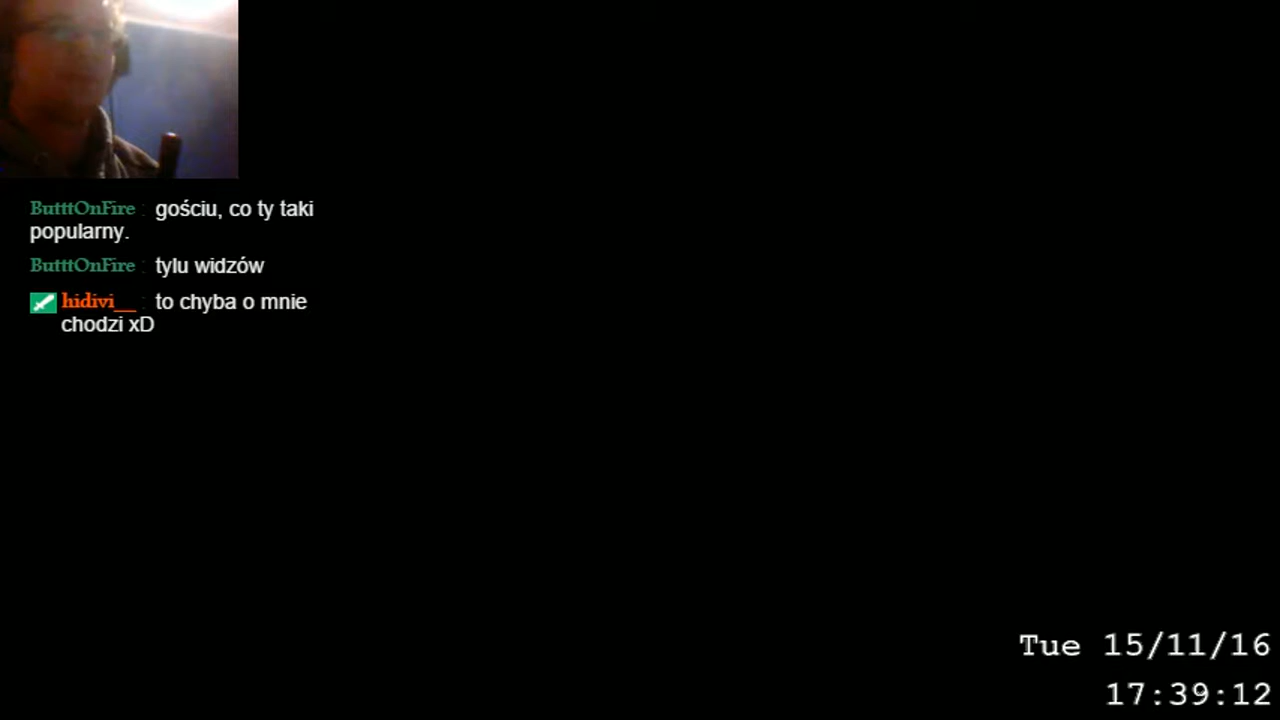 ButttOnFire : gościu, co ty taki
popularny.
ButttOnFire : tylu widzów
hidivi__ : to chyba o mnie
chodzi xD
Tue 15/11/16
17:39:12